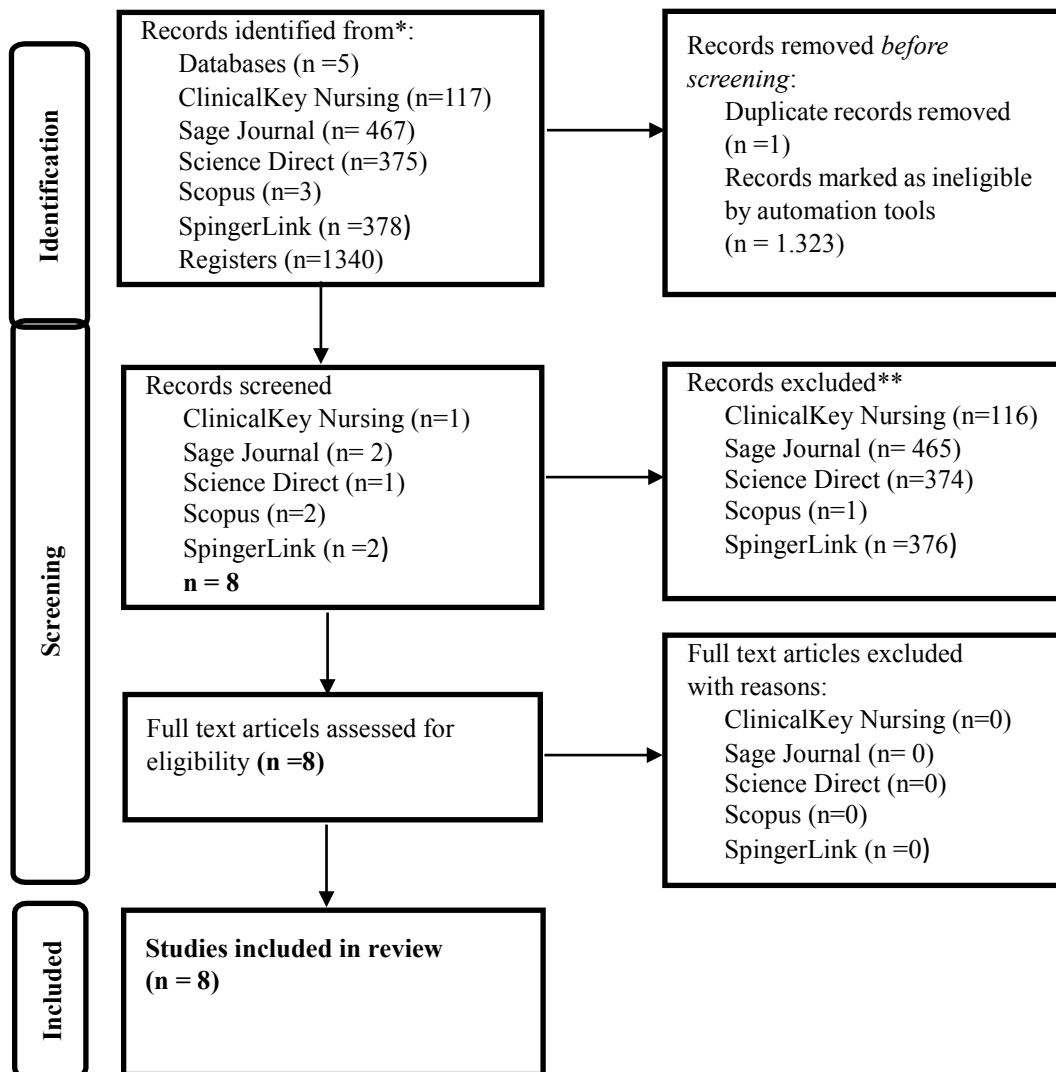 Identification
Records identified from*:
Databases (n =5)
ClinicalKey Nursing (n=117)
Sage Journal (n= 467)
Science Direct (n=375)
Scopus (n=3)
SpingerLink (n =378)
Registers (n=1340)
Records removed before
screening:
Duplicate records removed
(n =1)
Records marked as ineligible
by automation tools
(n = 1.323)
Screening
Records screened
ClinicalKey Nursing (n=1)
Sage Journal (n= 2)
Science Direct (n=1)
Scopus (n=2)
SpingerLink (n =2)
n = 8
Records excluded**
ClinicalKey Nursing (n=116)
Sage Journal (n= 465)
Science Direct (n=374)
Scopus (n=1)
SpingerLink (n =376)
Full text articels assessed for
eligibility (n =8)
Full text articles excluded
with reasons:
ClinicalKey Nursing (n=0)
Sage Journal (n= 0)
Science Direct (n=0)
Scopus (n=0)
SpingerLink (n =0)
Included
Studies included in review
(n = 8)